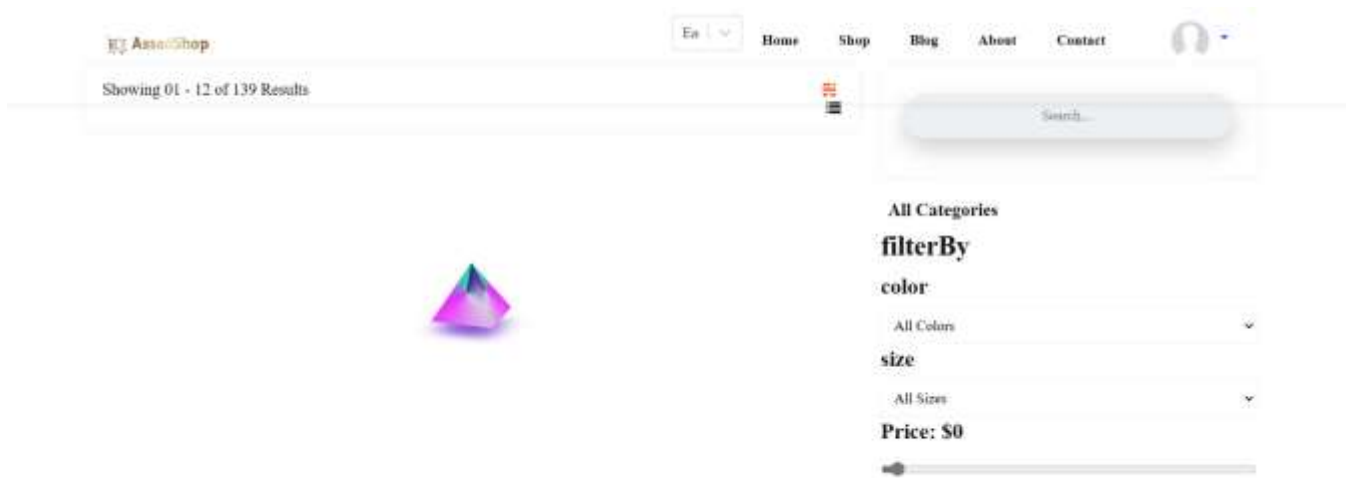 AssolShop
En
Home Shop Blog About Contact
Showing 01 - 12 of 139 Results
Search...
All Categories
filterBy
color
All Colors
size
All Sizes
Price: $0